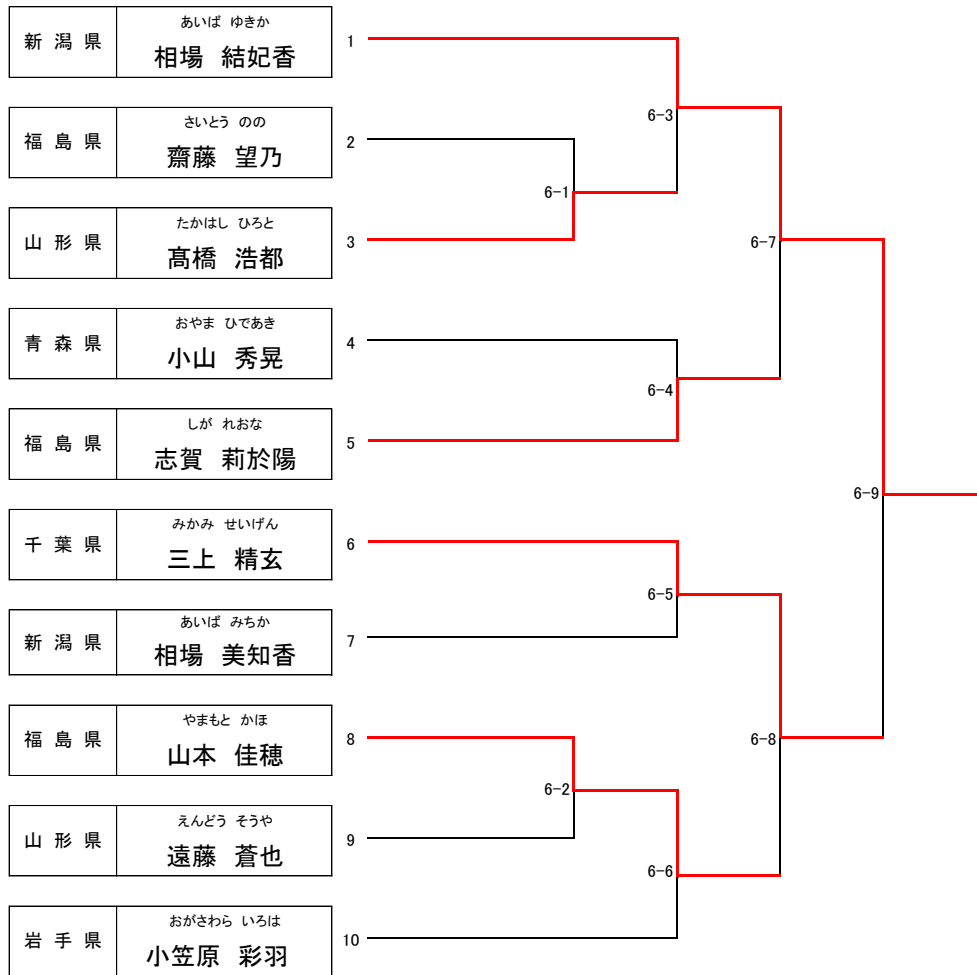 あいば ゆきか
新 潟 県 相場 結妃香 1
さいとう のの
福 島 県 齋藤 望乃 2
たかはし ひろと
山 形 県 髙橋 浩都 3
おやま ひであき
青 森 県 小山 秀晃 4
しが れおな
福 島 県 志賀 莉於陽 5
みかみ せいげん
千 葉 県 三上 精玄 6
あいば みちか
新 潟 県 相場 美知香 7
やまもと かほ
福 島 県 山本 佳穂 8
えんどう そうや
山 形 県 遠藤 蒼也 9
おがさわら いろは
岩 手 県 小笠原 彩羽 10
6-1
6-2
6-3
6-4
6-5
6-6
6-7
6-8
6-9